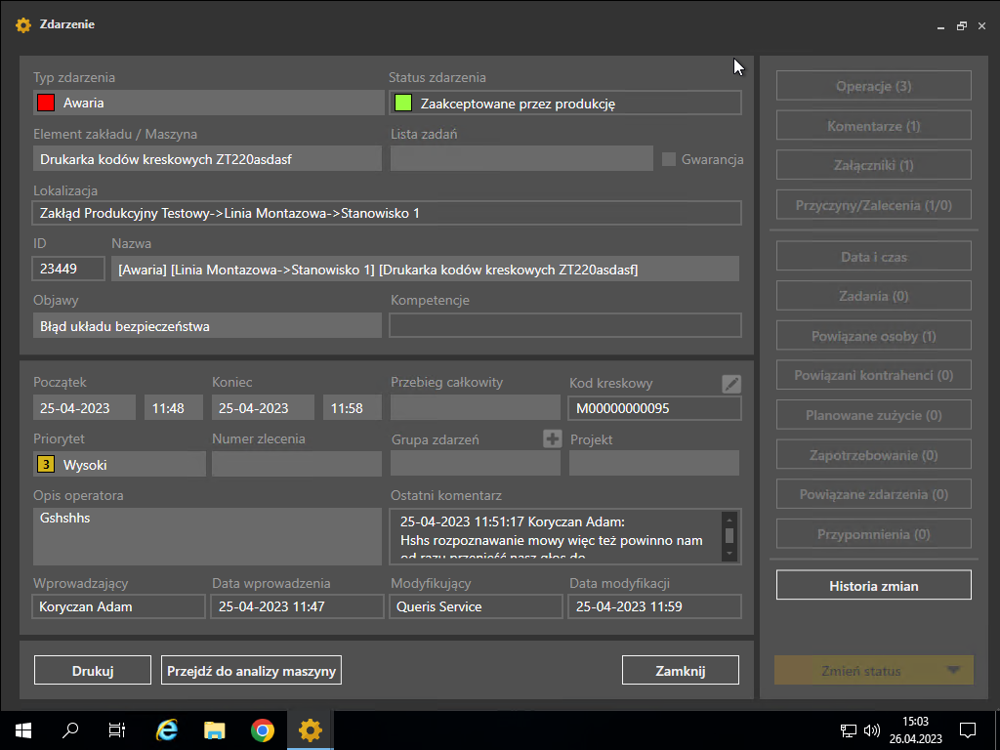 Zdarzenie
Typ zdarzenia
Status zdarzenia
Awaria
Zaakceptowane przez produkcję
Element zakładu / Maszyna
Lista zadań
Drukarka kodów kreskowych ZT220asdasf
Gwarancja
Lokalizacja
Zakłąd Produkcyjny Testowy->Linia Montazowa->Stanowisko 1
ID
Nazwa
23449
[Awaria] [Linia Montazowa->Stanowisko 1] [Drukarka kodów kreskowych ZT220asdasf]
Objawy
Kompetencje
Błąd układu bezpieczeństwa
Początek
Koniec
Przebieg całkowity
Kod kreskowy
25-04-2023
11:48
25-04-2023
11:58
M00000000095
Priorytet
Numer zlecenia
Grupa zdarzeń
Projekt
3
Wysoki
Opis operatora
Ostatni komentarz
Gshshhs
25-04-2023 11:51:17 Koryczan Adam:
Hshs rozpoznawanie mowy więc też powinno nam
od razu przenieść nasz głos do
Wprowadzający
Data wprowadzenia
Modyfikujący
Data modyfikacji
Koryczan Adam
25-04-2023 11:47
Queris Service
25-04-2023 11:59
Drukuj
Przejdź do analizy maszyny
Zamknij
Operacje (3)
Komentarze (1)
Załączniki (1)
Przyczyny/Zalecenia (1/0)
Data i czas
Zadania (0)
Powiązane osoby (1)
Powiązani kontrahenci (0)
Planowane zużycie (0)
Zapotrzebowanie (0)
Powiązane zdarzenia (0)
Przypomnienia (0)
Historia zmian
Zmień status
15:03
26.04.2023